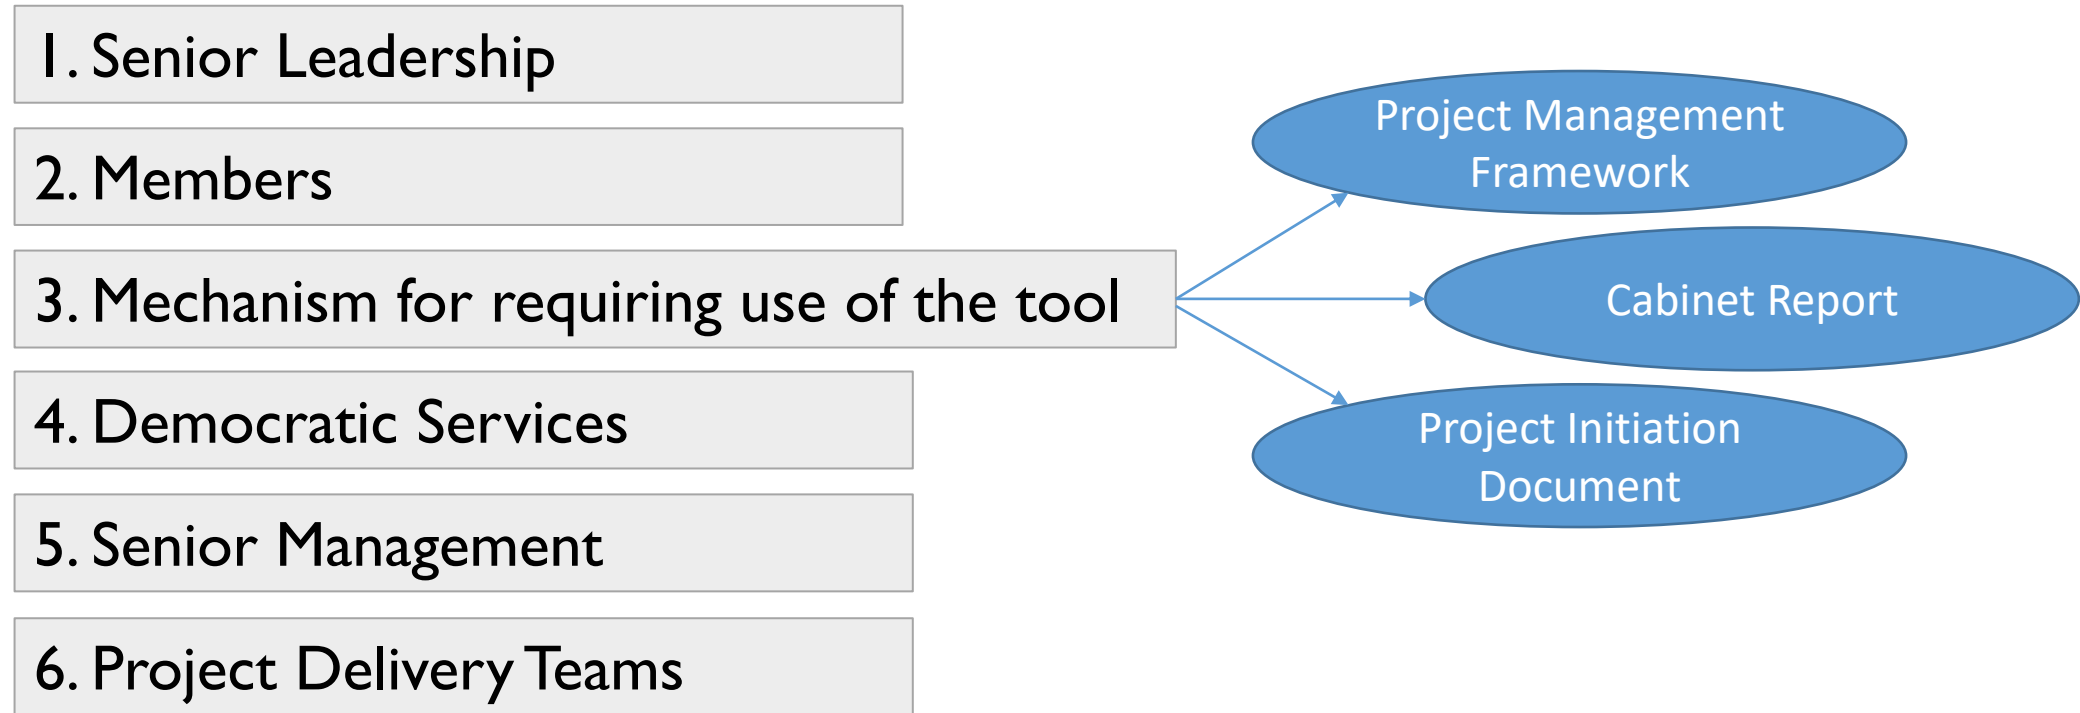 1. Senior Leadership
2. Members
3. Mechanism for requiring use of the tool
4. Democratic Services
5. Senior Management
6. Project Delivery Teams
Project Management
Framework
Cabinet Report
Project Initiation
Document